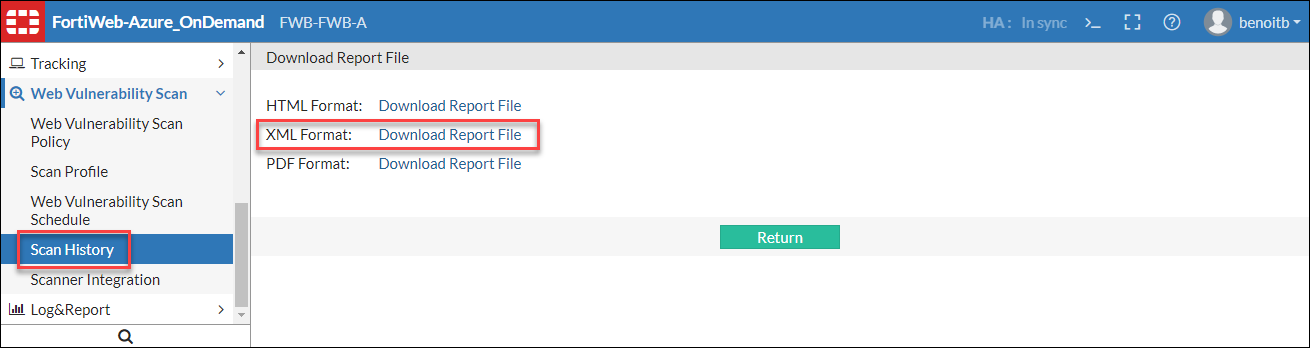 FortiWeb-Azure_OnDemand FWB-FWB-A HA: In sync >_ benoitb
Tracking
Web Vulnerability Scan
Web Vulnerability Scan
Policy
Scan Profile
Web Vulnerability Scan
Schedule
Scan History
Scanner Integration
Log&Report
Download Report File
HTML Format: Download Report File
XML Format: Download Report File
PDF Format: Download Report File
Return